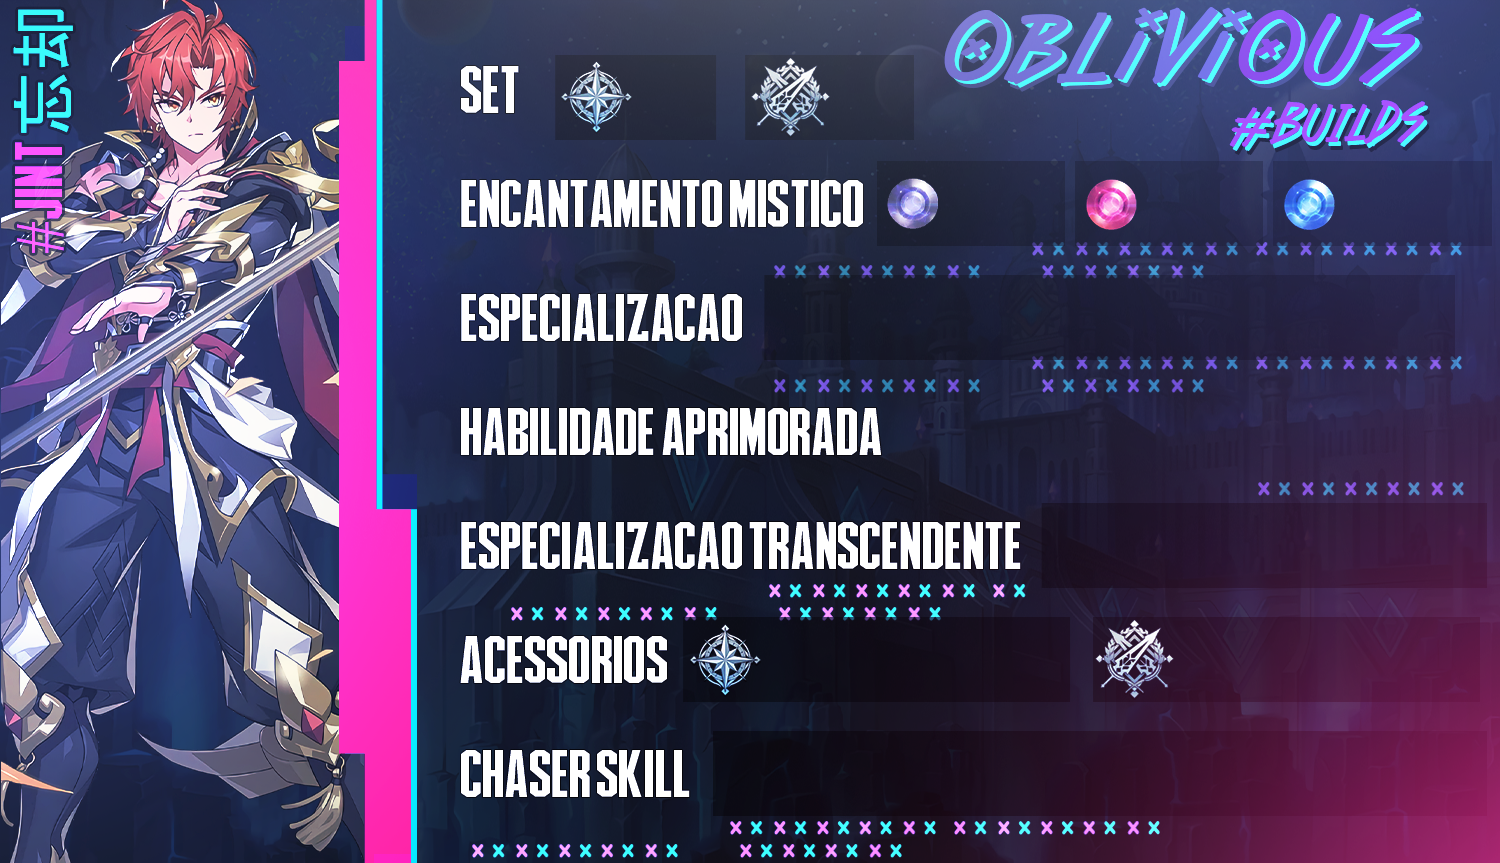 #JINT 忘却
OBLiViOUS
#BUILDS
SET
ENCANTAMENTO MISTICO
ESPECIALIZACAO
HABILIDADE APRIMORADA
ESPECIALIZACAO TRANSCENDENTE
ACESSORIOS
CHASER SKILL